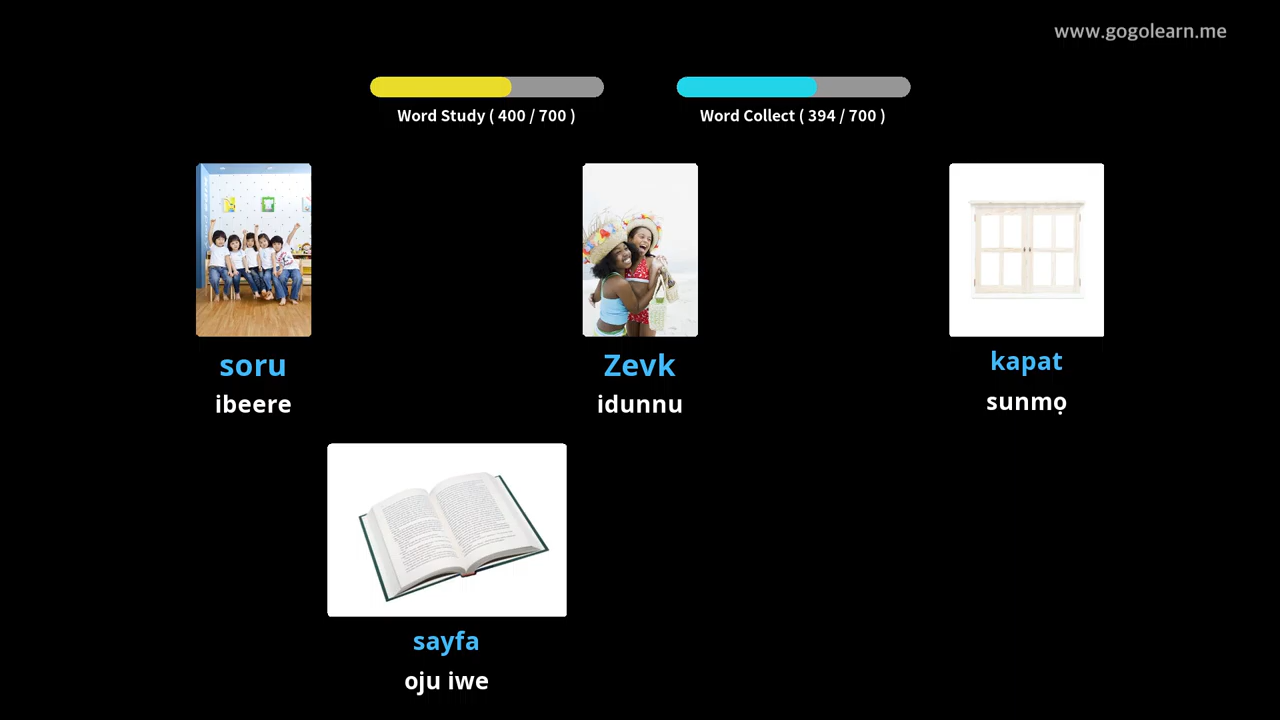 www.gogolearn.me
Word Study ( 400 / 700 )
Word Collect ( 394 / 700 )
soru
ibeere
Zevk
idunnu
kapat
sunmọ
sayfa
oju iwe